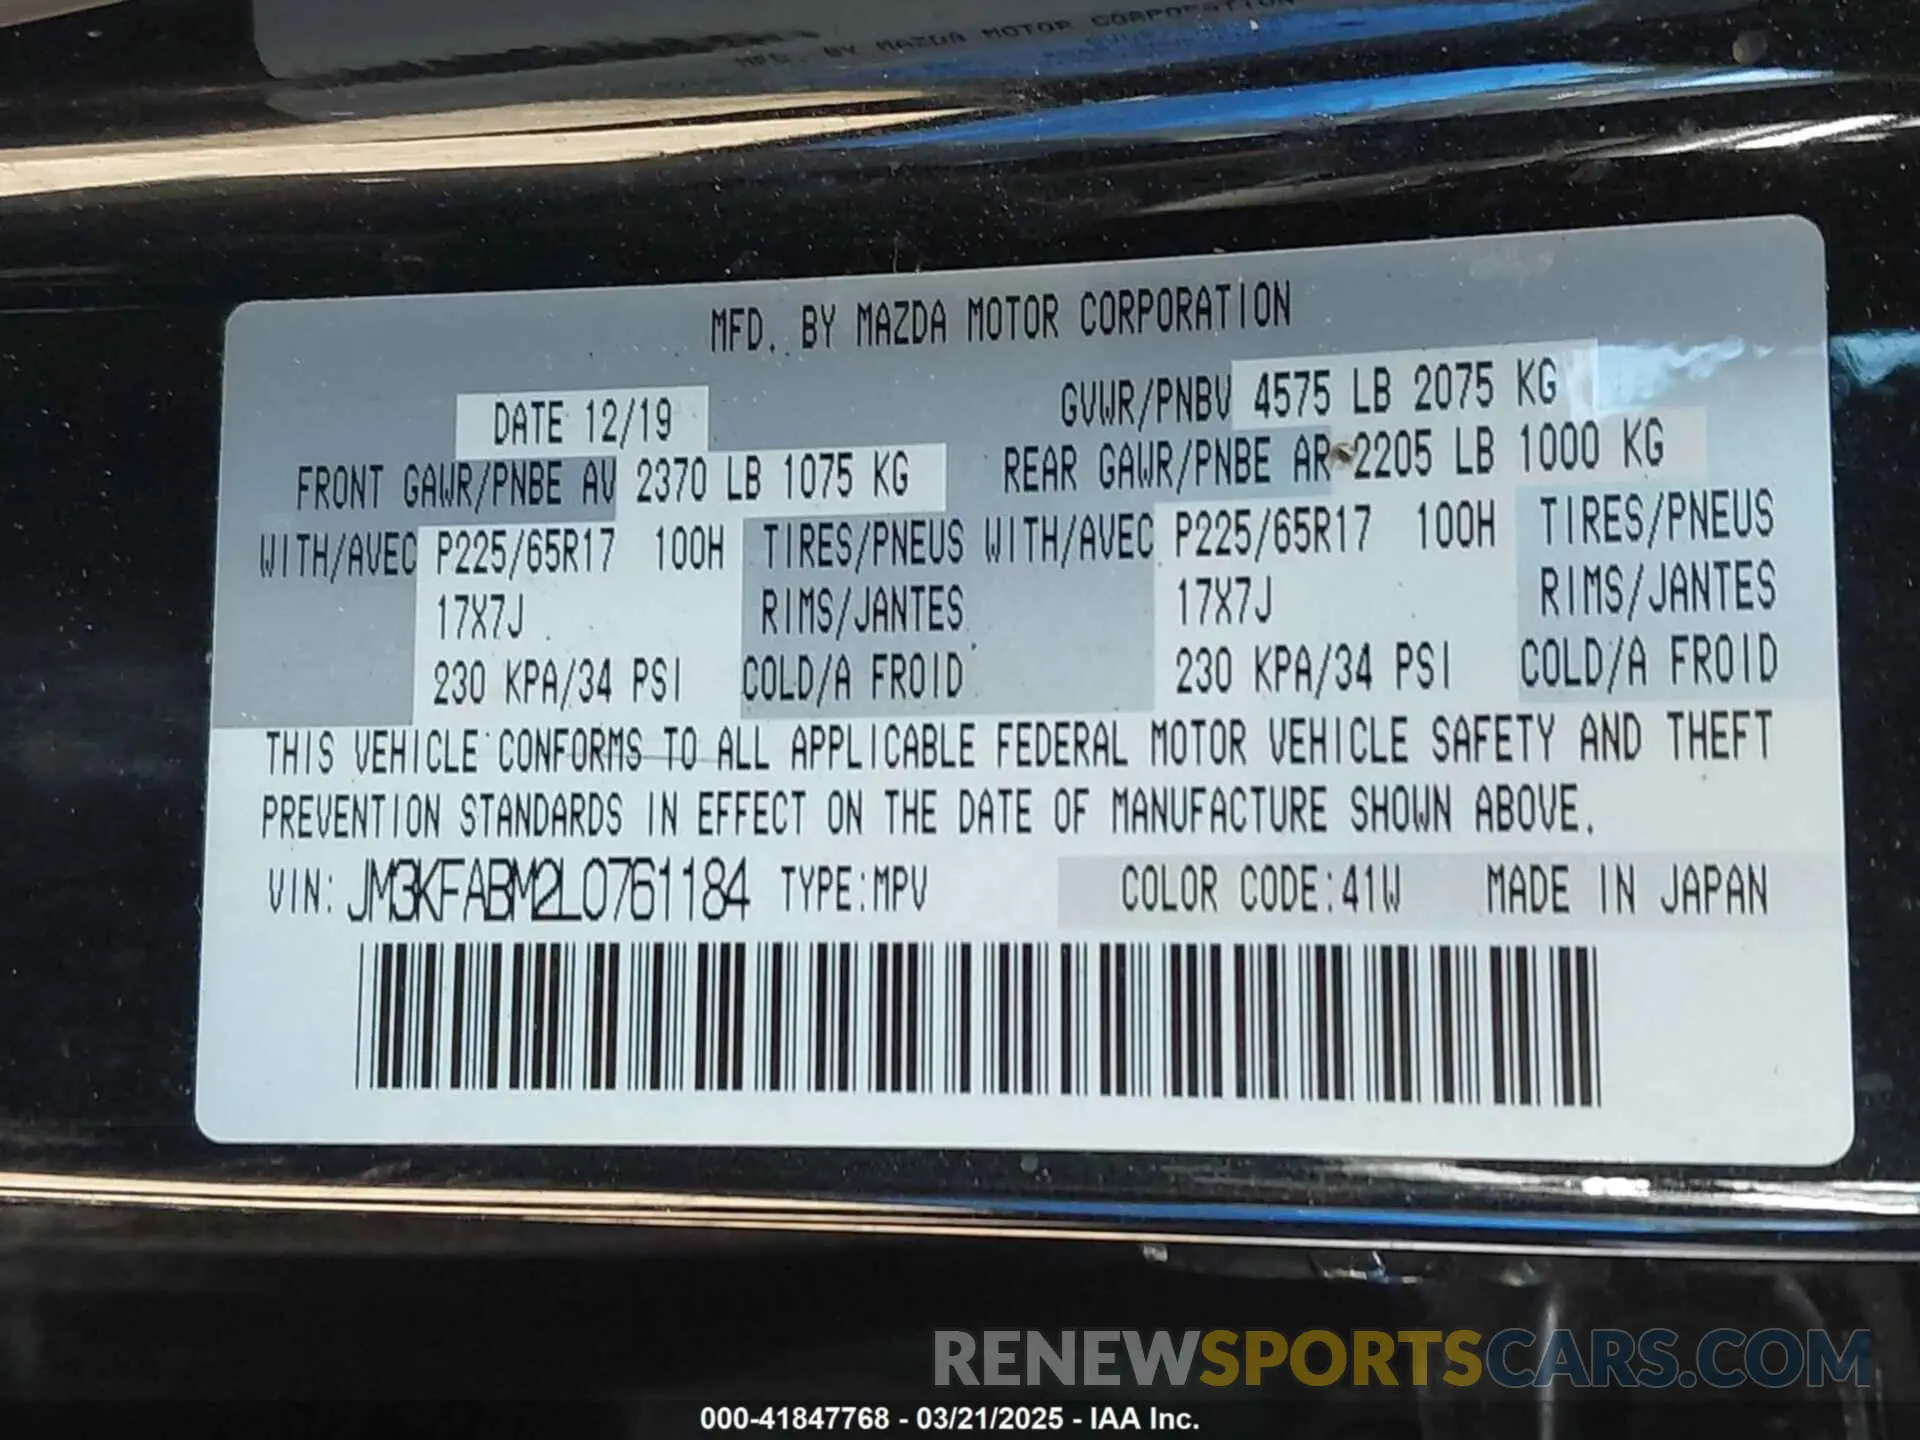 MFD. BY MAZDA MOTOR CORPORATION
MFD. BY MAZDA MOTOR CORPORATION
DATE 12/19 GVWR/PNBV 4575 LB 2075 KG
FRONT GAWR/PNBE AV 2370 LB 1075 KG REAR GAWR/PNBE AR 2205 LB 1000 KG
WITH/AVEC P225/65R17 100H TIRES/PNEUS WITH/AVEC P225/65R17 100H TIRES/PNEUS
17X7J RIMS/JANTES 17X7J RIMS/JANTES
230 KPA/34 PSI COLD/A FROID 230 KPA/34 PSI COLD/A FROID
THIS VEHICLE CONFORMS TO ALL APPLICABLE FEDERAL MOTOR VEHICLE SAFETY AND THEFT
PREVENTION STANDARDS IN EFFECT ON THE DATE OF MANUFACTURE SHOWN ABOVE.
VIN: JM3KFABM2L0761184 TYPE:MPV COLOR CODE:41W MADE IN JAPAN
RENEWSPORTSCARS.COM
000-41847768 - 03/21/2025 - IAA Inc.